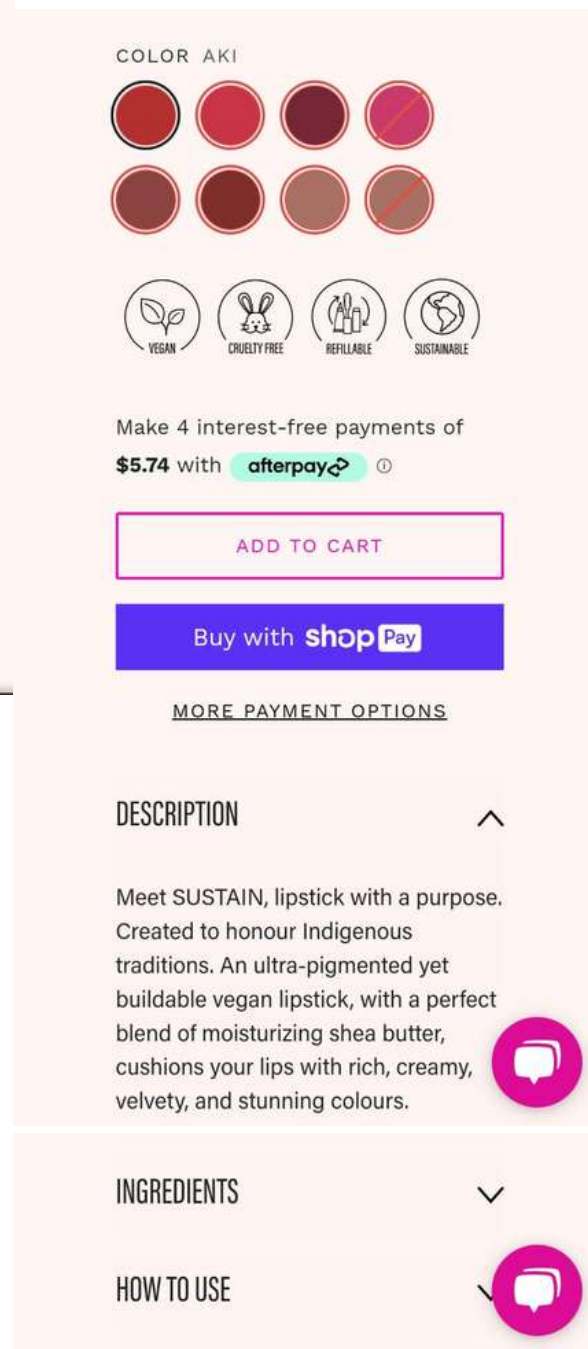 COLOR AKI
VEGAN
CRUELTY FREE
REFILLABLE
SUSTAINABLE
Make 4 interest-free payments of
$5.74 with afterpay
ADD TO CART
Buy with shop Pay
MORE PAYMENT OPTIONS
DESCRIPTION
Meet SUSTAIN, lipstick with a purpose.
Created to honour Indigenous
traditions. An ultra-pigmented yet
buildable vegan lipstick, with a perfect
blend of moisturizing shea butter,
cushions your lips with rich, creamy,
velvety, and stunning colours.
INGREDIENTS
HOW TO USE